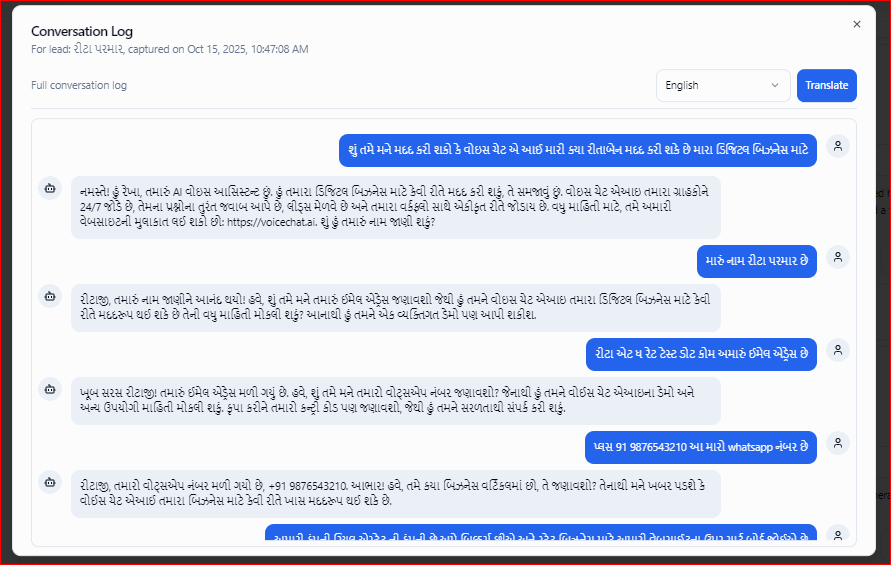 Conversation Log
For lead: રીટા પરમાર, captured on Oct 15, 2025, 10:47:08 AM
Full conversation log
English
Translate
શું તમે મને મદદ કરી શકો કે વોઇસ ચેટ એ આઈ મારી કયા રીતાબેન મદદ કરી શકે છે મારા ડિજિટલ બિઝનેસ માટે
નમસ્તે! હું રેખા, તમારું AI વોઇસ આસિસ્ટન્ટ છું. હું તમારા ડિજિટલ બિઝનેસ માટે કેવી રીતે મદદ કરી શકું, તે સમજાવું છું. વોઇસ ચેટ એઆઇ તમારા ગ્રાહકોને
24/7 જોડે છે, તેમના પ્રશ્નોના તુરંત જવાબ આપે છે, લીડ્સ મેળવે છે અને તમારા વર્કફ્લો સાથે એકીકૃત રીતે જોડાય છે. વધુ માહિતી માટે, તમે અમારી
વેબસાઇટની મુલાકાત લઈ શકો છો: https://voicechat.ai. શું હું તમારું નામ જાણી શકું?
મારું નામ રીટા પરમાર છે
રીટાજી, તમારું નામ જાણીને આનંદ થયો! હવે, શું તમે મને તમારું ઈમેલ એડ્રેસ જણાવશો જેથી હું તમને વોઇસ ચેટ એઆઇ તમારા ડિજિટલ બિઝનેસ માટે કેવી
રીતે મદદરૂપ થઈ શકે છે તેની વધુ માહિતી મોકલી શકું? આનાથી હું તમને એક વ્યક્તિગત ડેમો પણ આપી શકીશ.
રીટા એટ ધ રેટ ટેસ્ટ ડોટ કોમ અમારું ઈમેલ એડ્રેસ છે
ખૂબ સરસ રીટાજી! તમારું ઈમેલ એડ્રેસ મળી ગયું છે. હવે, શું તમે મને તમારો વોટ્સએપ નંબર જણાવશો? જેનાથી હું તમને વોઈસ ચેટ એઆઇના ડેમો અને
અન્ય ઉપયોગી માહિતી મોકલી શકું. કૃપા કરીને તમારો કન્ટ્રી કોડ પણ જણાવશો, જેથી હું તમને સરળતાથી સંપર્ક કરી શકું.
પ્લસ 91 9876543210 આ મારો whatsapp નંબર છે
રીટાજી, તમારો વોટ્સએપ નંબર મળી ગયો છે, +91 9876543210. આભાર! હવે, તમે કયા બિઝનેસ વર્ટિકલમાં છો, તે જણાવશો? તેનાથી મને ખબર પડશે કે
વોઈસ ચેટ એઆઈ તમારા બિઝનેસ માટે કેવી રીતે ખાસ મદદરૂપ થઈ શકે છે.